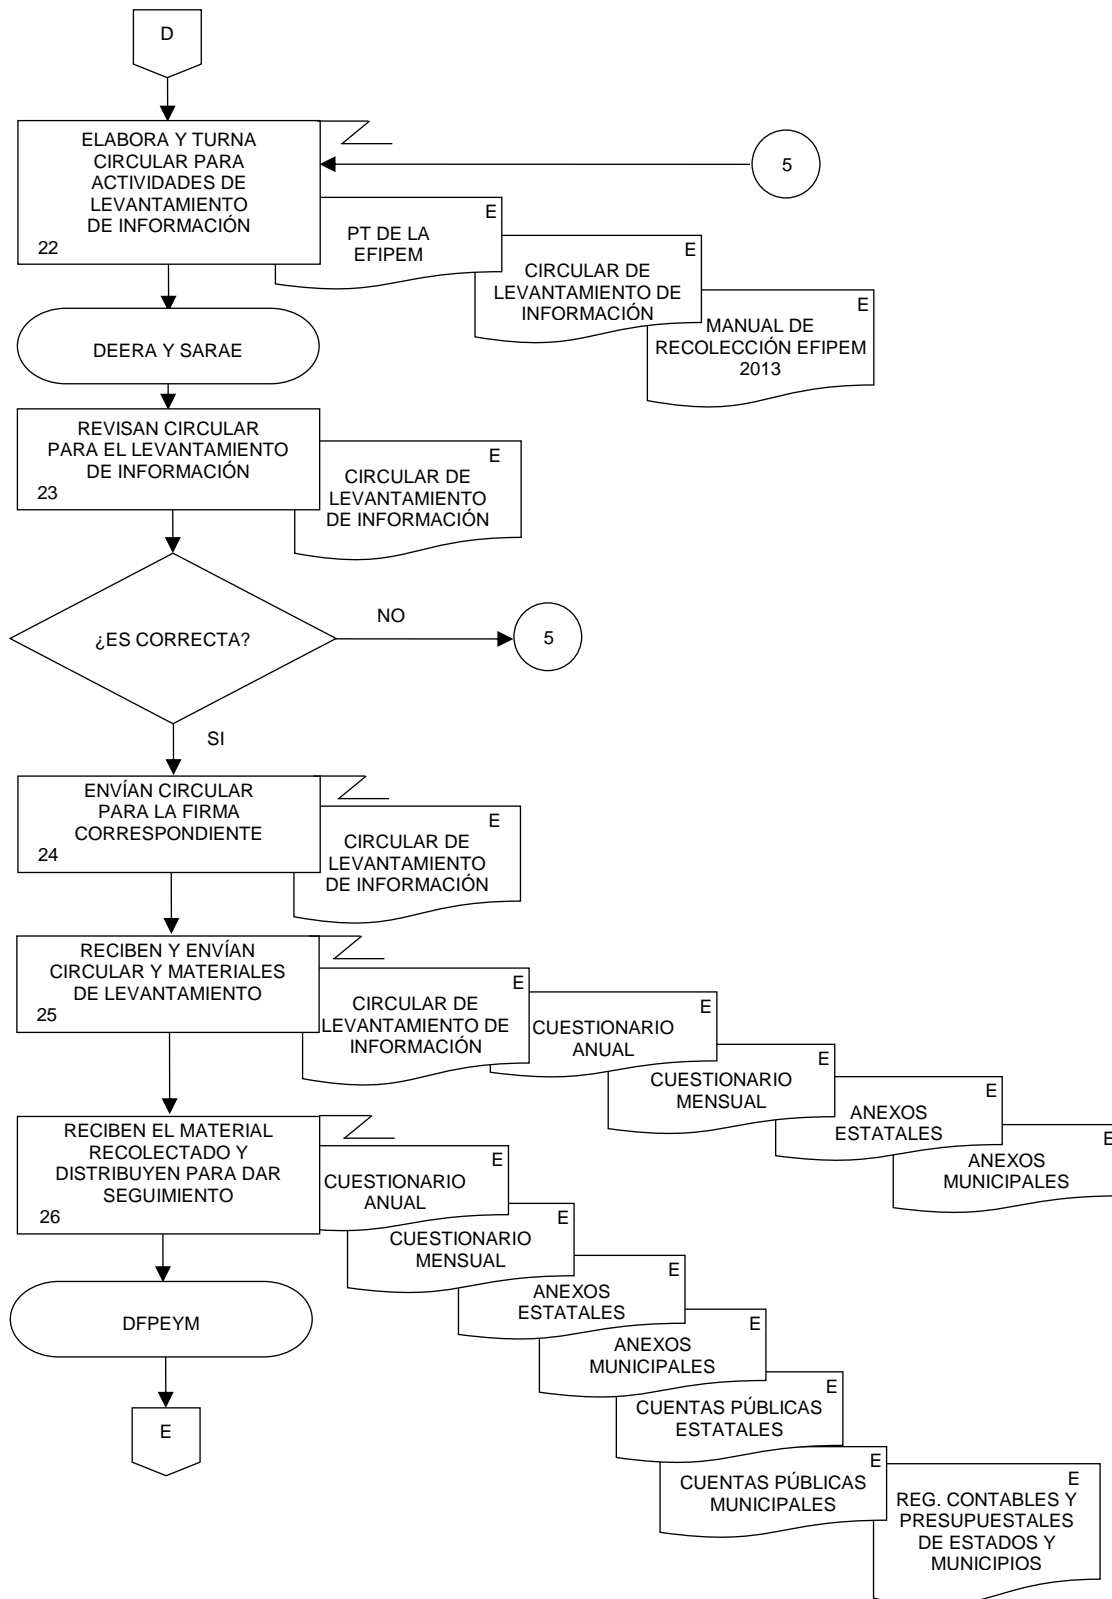 D
ELABORA Y TURNA
CIRCULAR PARA
ACTIVIDADES DE
LEVANTAMIENTO
DE INFORMACIÓN
22
5
E
PT DE LA
EFIPEM
E
CIRCULAR DE
LEVANTAMIENTO DE
INFORMACIÓN
E
MANUAL DE
RECOLECCIÓN EFIPEM
2013
DEERA Y SARAE
REVISAN CIRCULAR
PARA EL LEVANTAMIENTO
DE INFORMACIÓN
23
E
CIRCULAR DE
LEVANTAMIENTO
DE INFORMACIÓN
¿ES CORRECTA?
NO
5
SI
ENVÍAN CIRCULAR
PARA LA FIRMA
CORRESPONDIENTE
24
E
CIRCULAR DE
LEVANTAMIENTO
DE INFORMACIÓN
RECIBEN Y ENVÍAN
CIRCULAR Y MATERIALES
DE LEVANTAMIENTO
25
E
CIRCULAR DE
LEVANTAMIENTO DE
INFORMACIÓN
E
CUESTIONARIO
ANUAL
E
CUESTIONARIO
MENSUAL
E
ANEXOS
ESTATALES
E
ANEXOS
MUNICIPALES
RECIBEN EL MATERIAL
RECOLECTADO Y
DISTRIBUYEN PARA DAR
SEGUIMIENTO
26
E
CUESTIONARIO
ANUAL
E
CUESTIONARIO
MENSUAL
E
ANEXOS
ESTATALES
E
ANEXOS
MUNICIPALES
E
CUENTAS PÚBLICAS
ESTATALES
E
CUENTAS PÚBLICAS
MUNICIPALES
E
REG. CONTABLES Y
PRESUPUESTALES
DE ESTADOS Y
MUNICIPIOS
DFPEYM
E